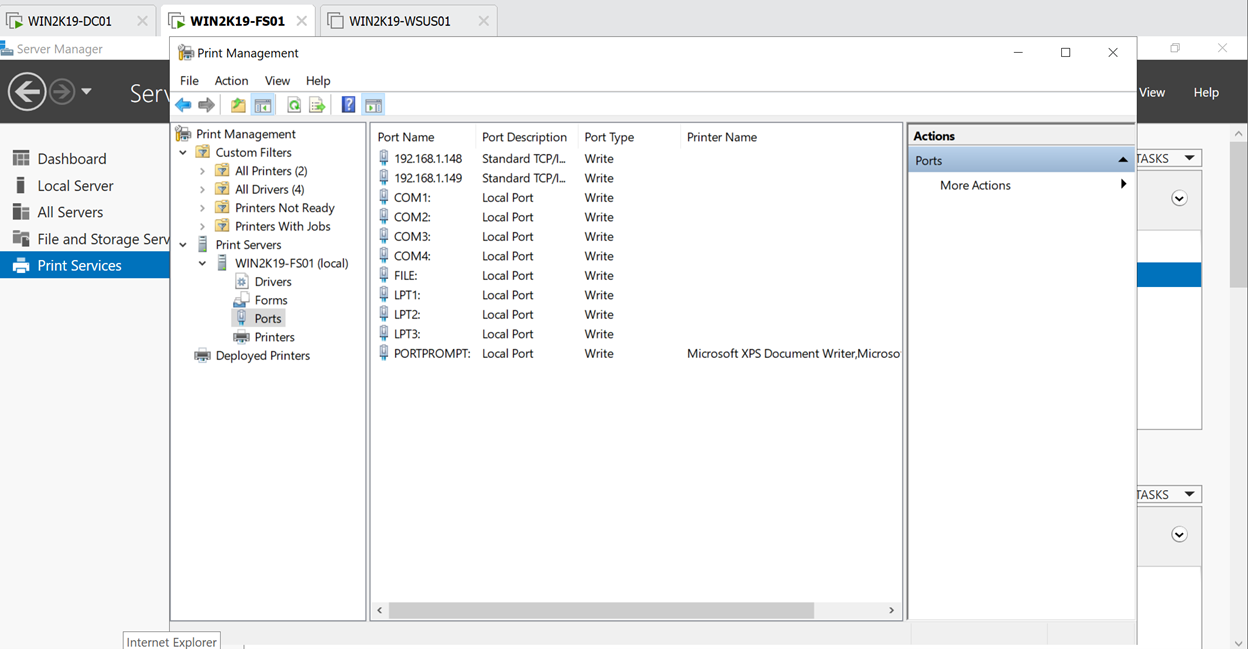 WIN2K19-DC01
WIN2K19-FS01
WIN2K19-WSUS01
Server Manager
Print Management
File Action View Help
Serv
View Help
Dashboard
Local Server
All Servers
File and Storage Serv
Print Services
Print Management
Custom Filters
All Printers (2)
All Drivers (4)
Printers Not Ready
Printers With Jobs
Print Servers
WIN2K19-FS01 (local)
Drivers
Forms
Ports
Printers
Deployed Printers
Port Name Port Description Port Type Printer Name
192.168.1.148 Standard TCP/I... Write
192.168.1.149 Standard TCP/I... Write
COM1: Local Port Write
COM2: Local Port Write
COM3: Local Port Write
COM4: Local Port Write
FILE: Local Port Write
LPT1: Local Port Write
LPT2: Local Port Write
LPT3: Local Port Write
PORTPROMPT: Local Port Write Microsoft XPS Document Writer,Microso
Actions
Ports
More Actions
TASKS
TASKS
Internet Explorer